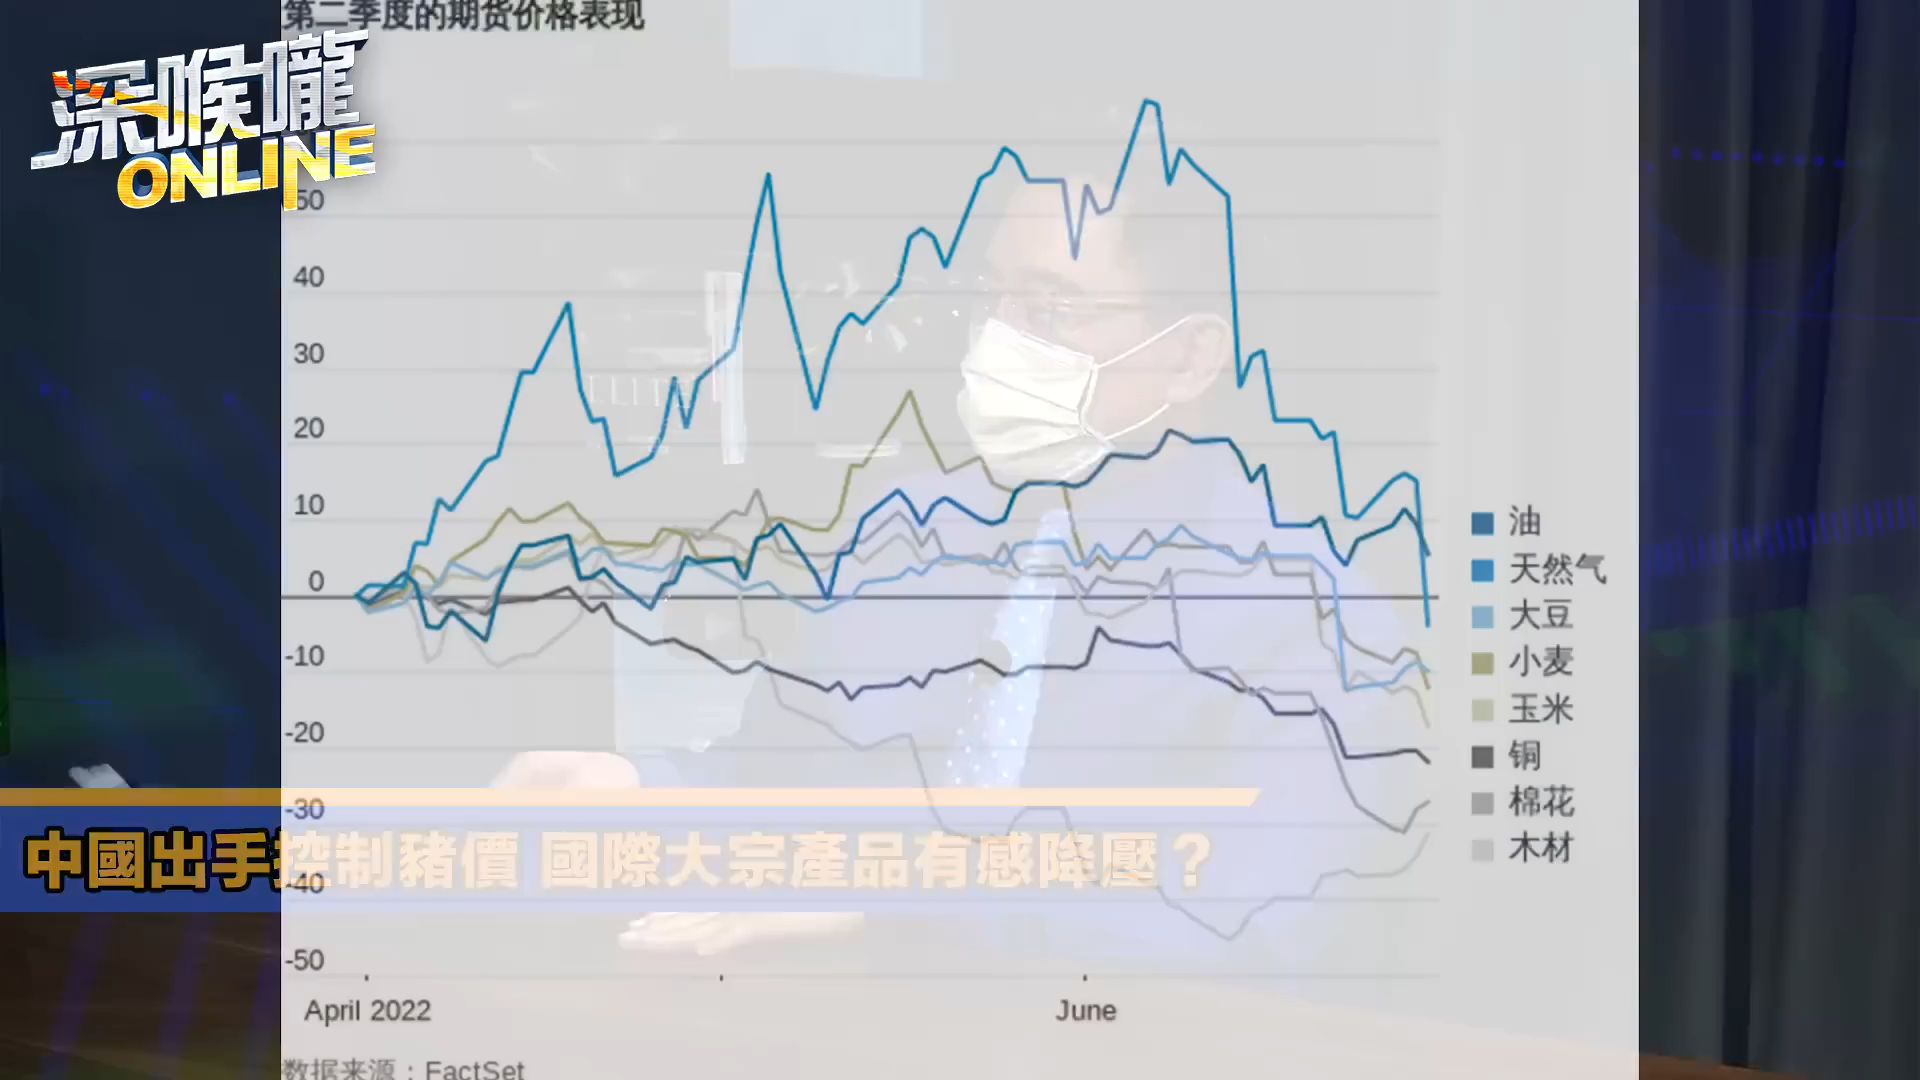 第二季度的期货价格表现
深喉嚨
ONLINE
50
40
30
20
10
0
-10
-20
-30
-40
-50
油
天然气
大豆
小麦
玉米
铜
棉花
木材
中國出手控制豬價 國際大宗產品有感降壓？
April 2022
June
数据来源：FactSet